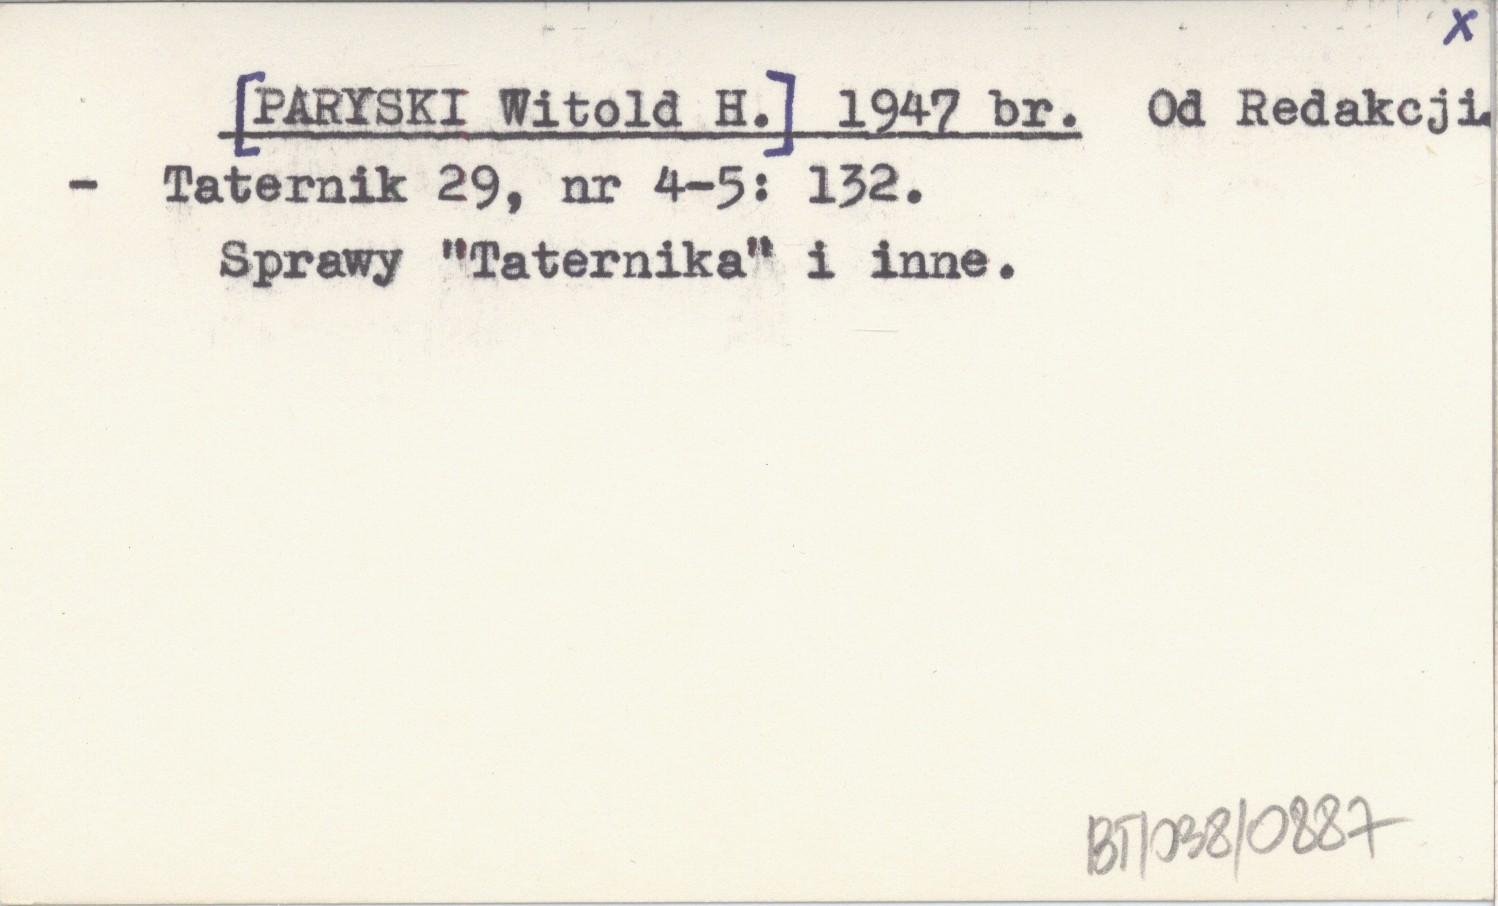 x
[PARYSKI Witold H.] 1947 br. Od Redakcji.
- Taternik 29, nr 4-5: 132.
Sprawy "Taternika" i inne.
BT/038/0887